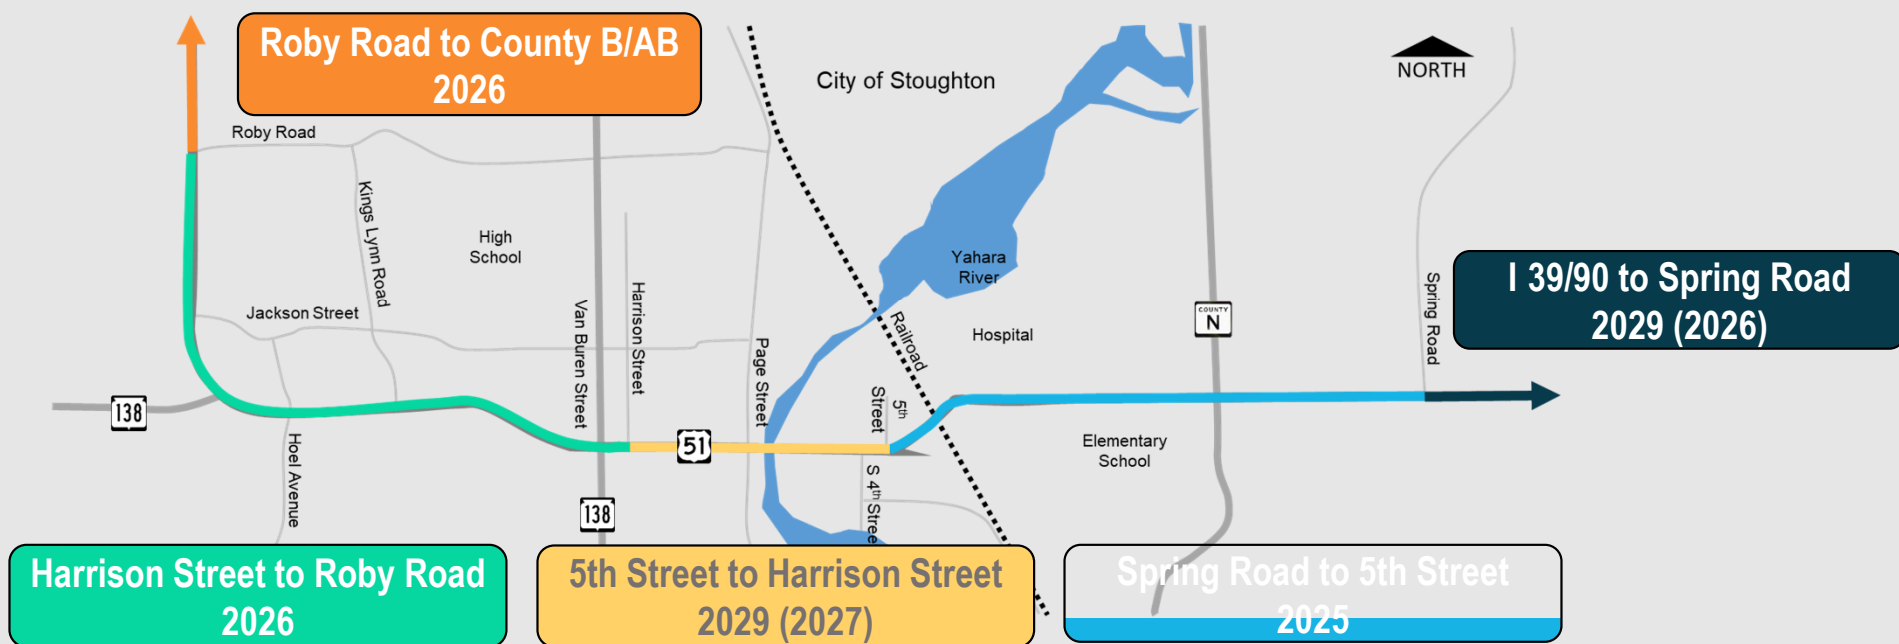 Roby Road to County B/AB
2026
City of Stoughton
NORTH
Roby Road
Kings Lynn Road
High
School
Yahara
River
I 39/90 to Spring Road
2029 (2026)
Jackson Street
Van Buren Street
Harrison Street
Page Street
Railroad
Hospital
COUNTY
N
Spring Road
138
5th
Street
51
Hoel Avenue
S 4th Street
Elementary
School
138
Harrison Street to Roby Road
2026
5th Street to Harrison Street
2029 (2027)
Spring Road to 5th Street
2025